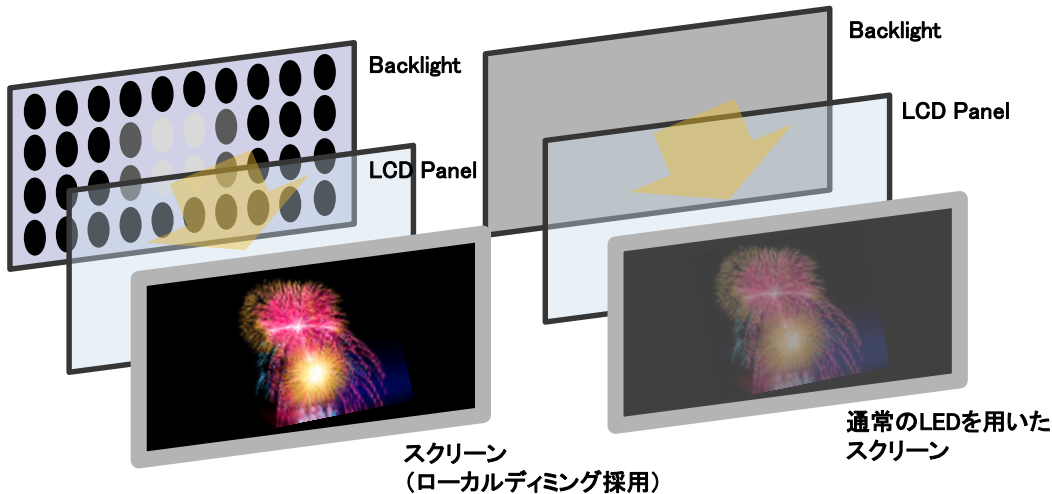 Backlight
LCD Panel
スクリーン
（ローカルディミング採用）
Backlight
LCD Panel
通常のLEDを用いた
スクリーン